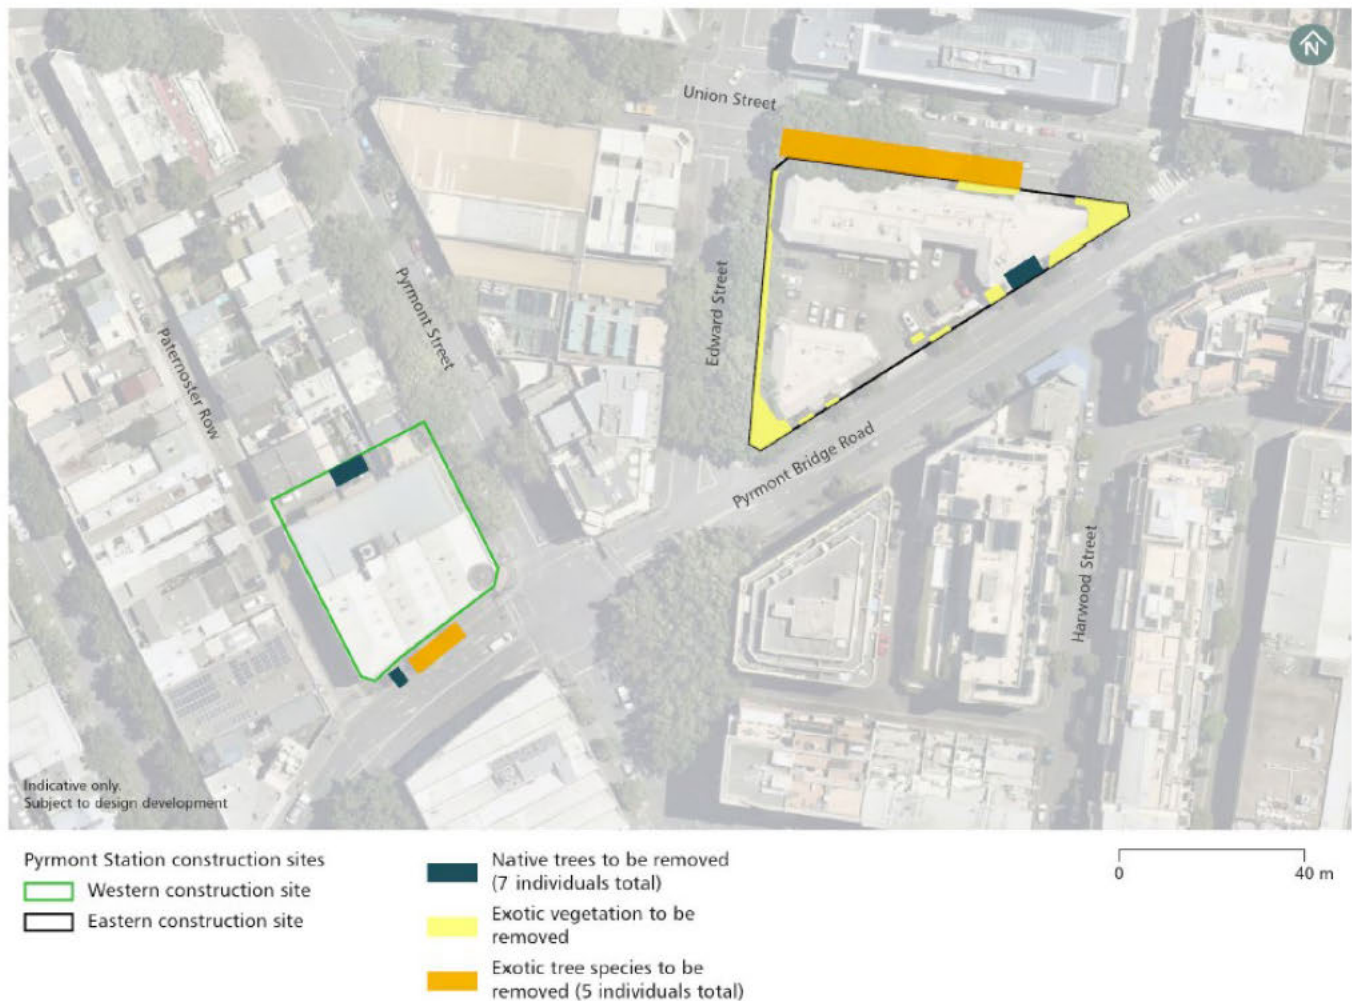 N
Union Street
Pyrmont Street
Edward Street
Paternoster Row
Pyrmont Bridge Road
Harwood Street
Indicative only.
Subject to design development
Pyrmont Station construction sites
Western construction site
Eastern construction site
Native trees to be removed
(7 individuals total)
Exotic vegetation to be
removed
Exotic tree species to be
removed (5 individuals total)
0 40 m